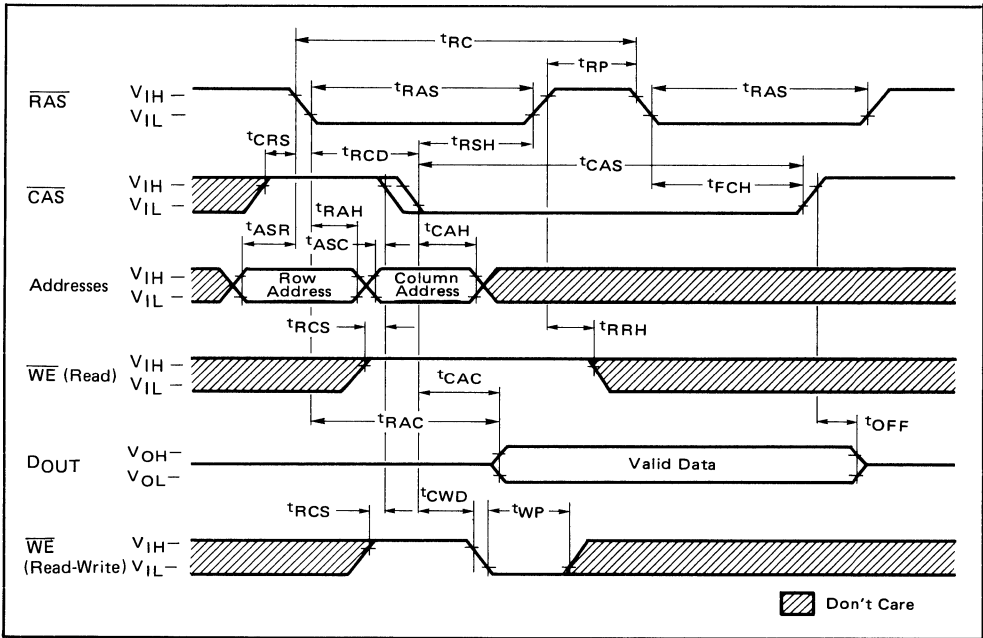 tRC
tRP
RAS
VIH
VIL
tRAS
tRAS
tCRS
tRCD
tRSH
tCAS
CAS
VIH
VIL
tFCH
tRAH
tASR
tASC
tCAH
Addresses
VIH
VIL
Row Address
Column Address
tRCS
tRRH
WE (Read)
VIH
VIL
tCAC
tRAC
tOFF
DOUT
VOH
VOL
Valid Data
tRCS
tCWD
tWP
WE (Read-Write)
VIH
VIL
Don't Care